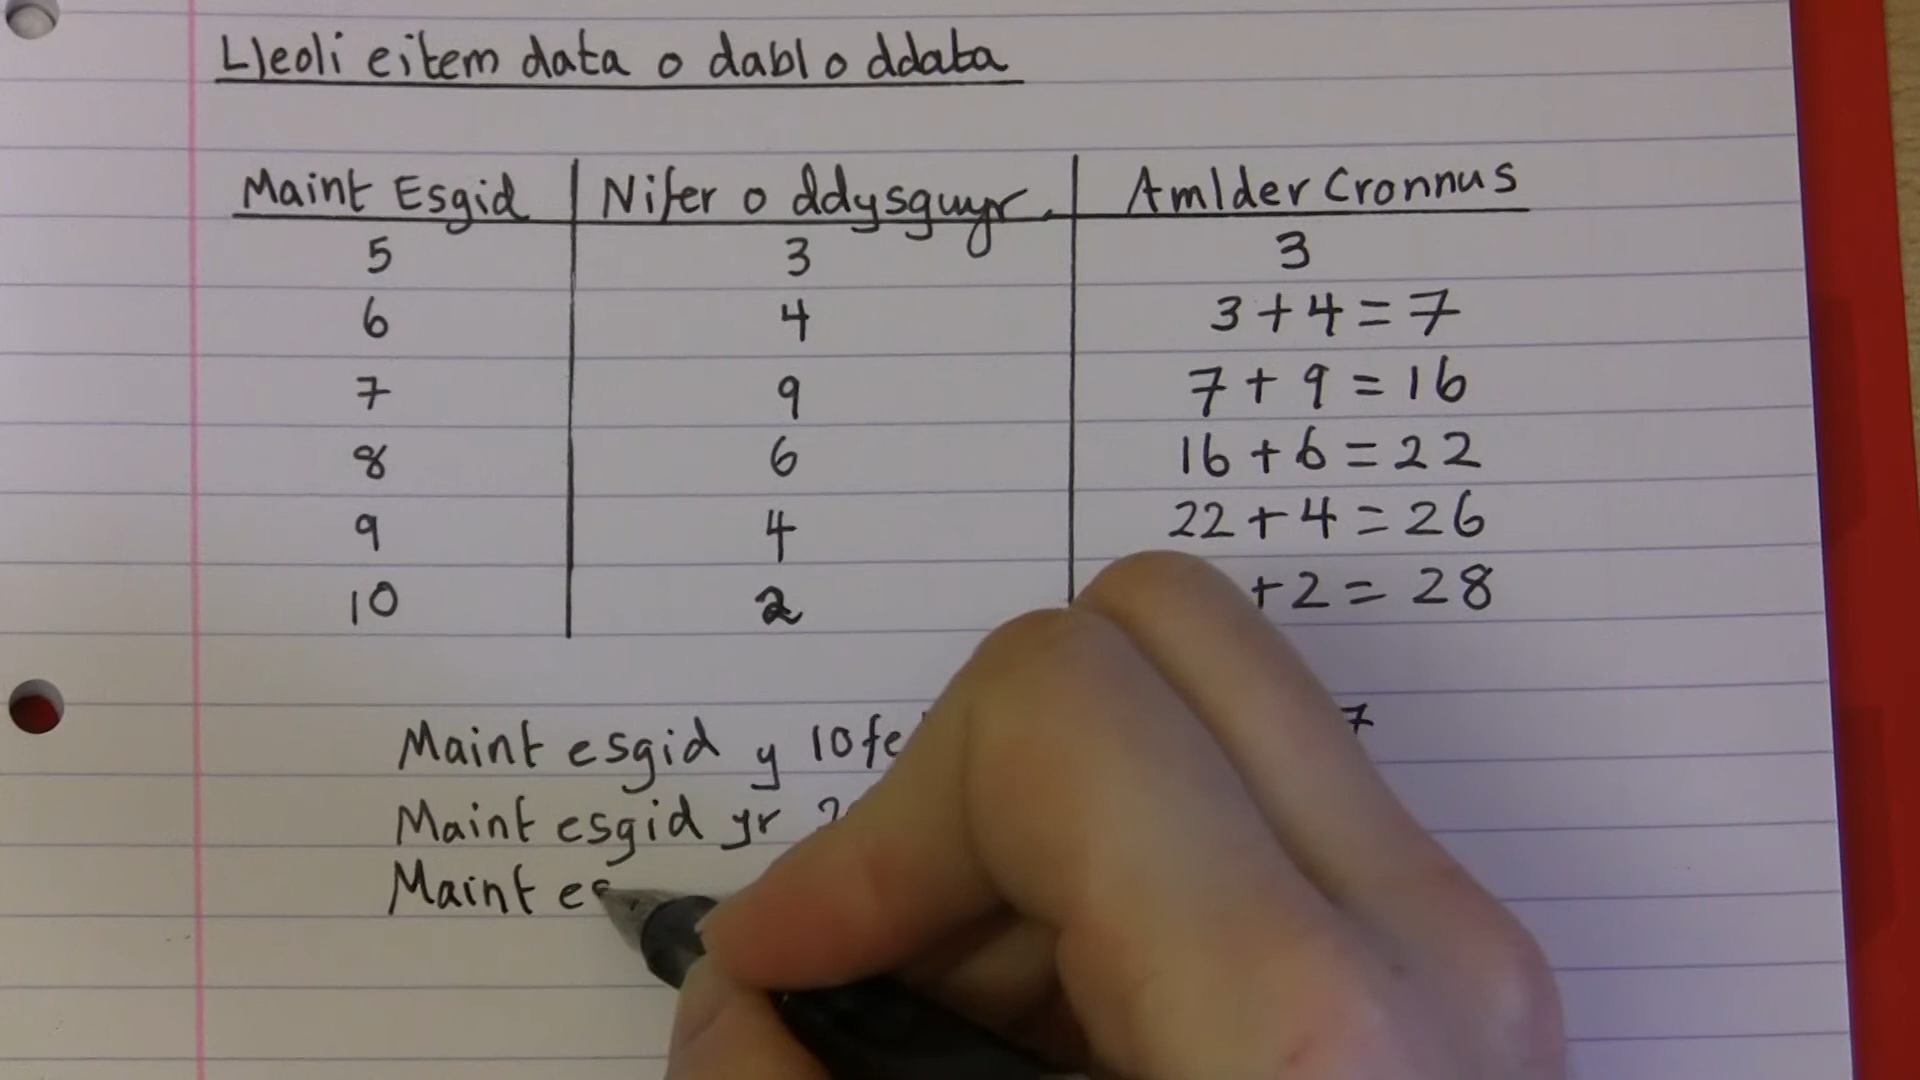 Lleoli eitem data o dabl o ddata
Maint Esgid Nifer o ddysgwyr. Amlder Cronnus
5 3 3
6 4 3 + 4 = 7
7 9 7 + 9 = 16
8 6 16 + 6 = 22
9 4 22 + 4 = 26
10 2 + 2 = 28
Maint esgid y 10fe 7
Maint esgid yr
Maint es